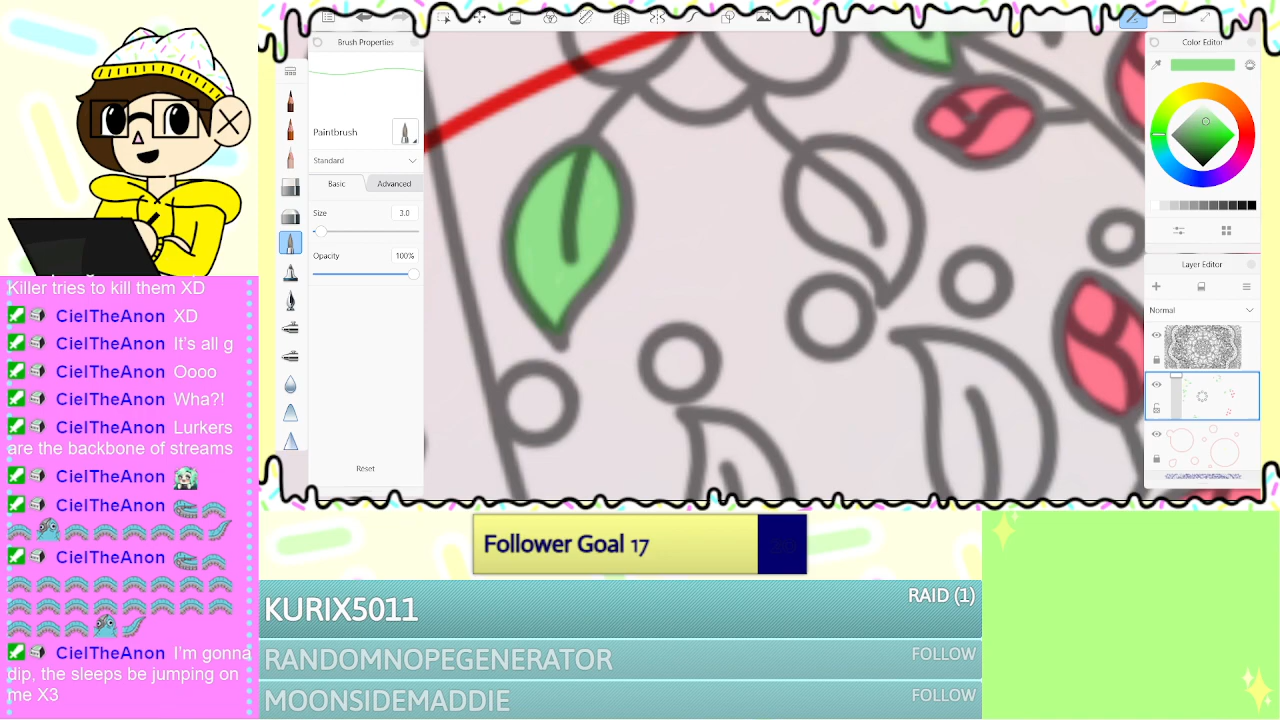 Killer tries to kill them XD
CielTheAnon XD
CielTheAnon It's all g
CielTheAnon Oooo
CielTheAnon Wha?!
CielTheAnon Lurkers
are the backbone of streams
CielTheAnon
CielTheAnon
CielTheAnon
CielTheAnon I'm gonna
dip, the sleeps be jumping on
me X3
Brush Properties
Paintbrush
Standard
Basic
Advanced
Size
3.0
Opacity
100%
Reset
Color Editor
Layer Editor
Normal
Follower Goal 17
20
KURIX5011
RAID (1)
RANDOMNOPEGENERATOR
FOLLOW
MOONSIDEMADDIE
FOLLOW